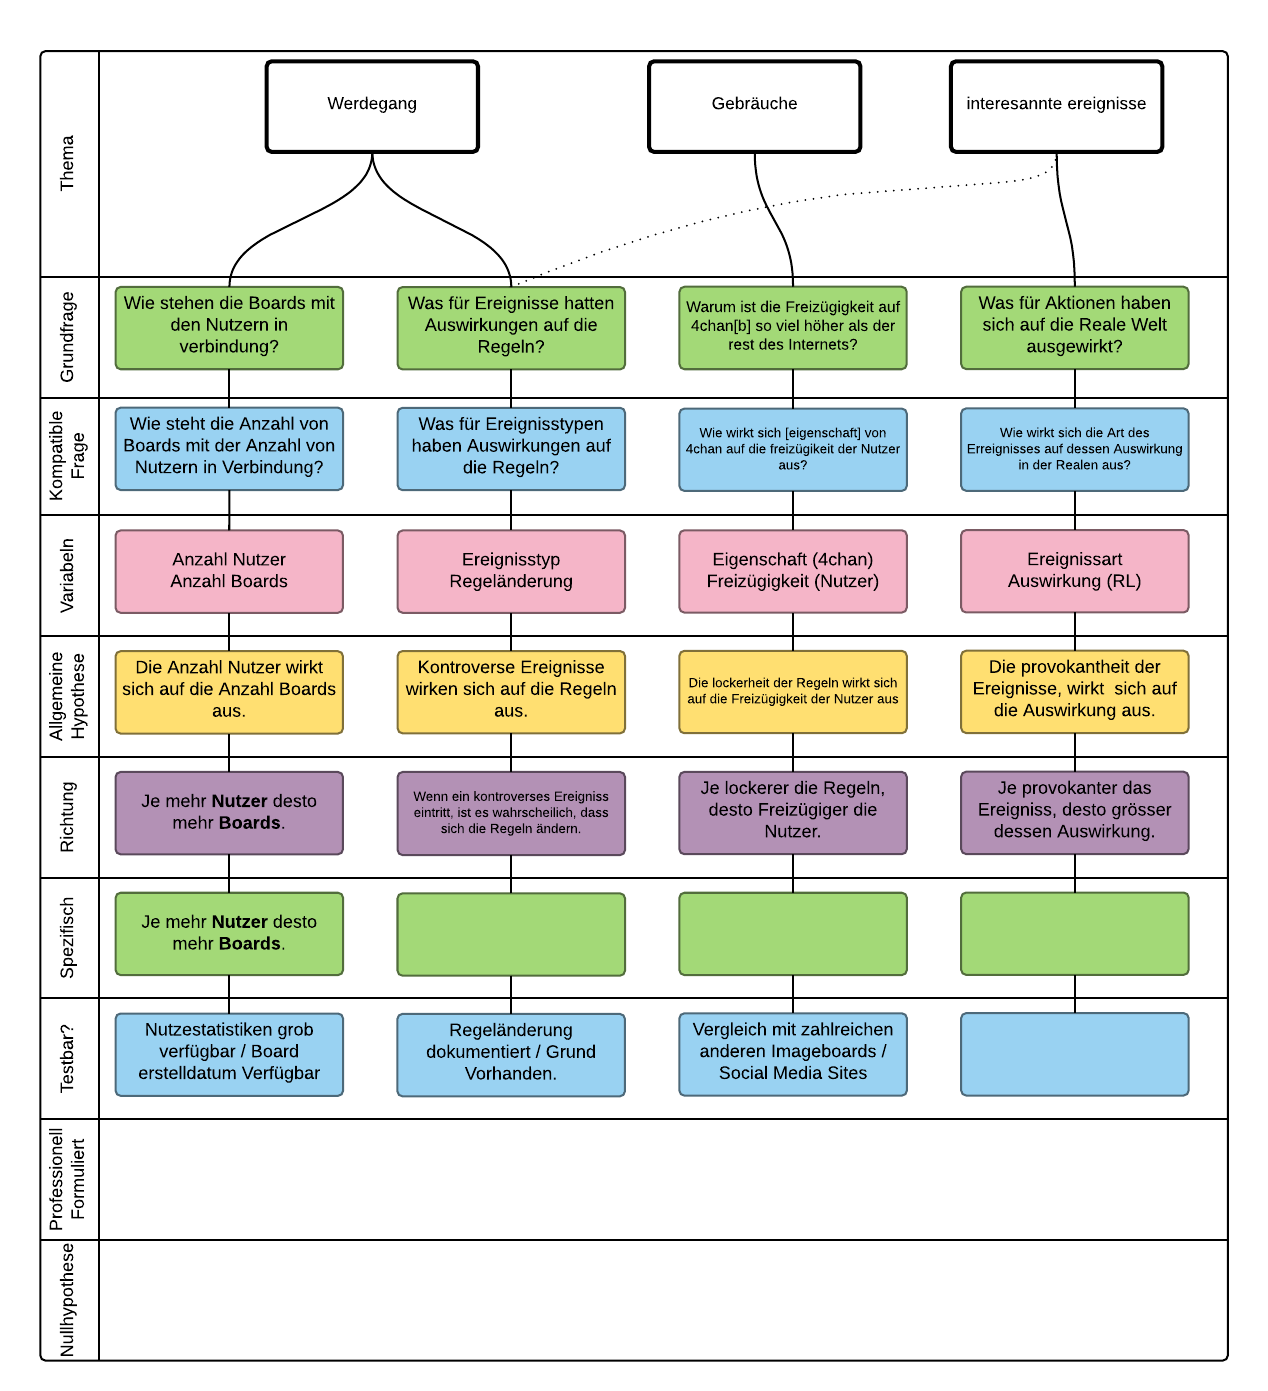 Thema
Werdegang
Gebräuche
interesannte ereignisse
Grundfrage
Wie stehen die Boards mit
den Nutzern in
verbindung?
Was für Ereignisse hatten
Auswirkungen auf die
Regeln?
Warum ist die Freizügigkeit auf
4chan[b] so viel höher als der
rest des Internets?
Was für Aktionen haben
sich auf die Reale Welt
ausgewirkt?
Kompatible
Frage
Wie steht die Anzahl von
Boards mit der Anzahl von
Nutzern in Verbindung?
Was für Ereignisstypen
haben Auswirkungen auf
die Regeln?
Wie wirkt sich [eigenschaft] von
4chan auf die freizügikeit der Nutzer
aus?
Wie wirkt sich die Art des
Erreignisses auf dessen Auswirkung
in der Realen aus?
Variabeln
Anzahl Nutzer
Anzahl Boards
Ereignisstyp
Regeländerung
Eigenschaft (4chan)
Freizügigkeit (Nutzer)
Ereignissart
Auswirkung (RL)
Allgemeine
Hypothese
Die Anzahl Nutzer wirkt
sich auf die Anzahl Boards
aus.
Kontroverse Ereignisse
wirken sich auf die Regeln
aus.
Die lockerheit der Regeln wirkt sich
auf die Freizügigkeit der Nutzer aus
Die provokantheit der
Ereignisse, wirkt  sich auf
die Auswirkung aus.
Richtung
Je mehr Nutzer desto
mehr Boards.
Wenn ein kontroverses Ereigniss
eintritt, ist es wahrscheilich, dass
sich die Regeln ändern.
Je lockerer die Regeln,
desto Freizügiger die
Nutzer.
Je provokanter das
Ereigniss, desto grösser
dessen Auswirkung.
Spezifisch
Je mehr Nutzer desto
mehr Boards.
Testbar?
Nutzestatistiken grob
verfügbar / Board
erstelldatum Verfügbar
Regeländerung
dokumentiert / Grund
Vorhanden.
Vergleich mit zahlreichen
anderen Imageboards /
Social Media Sites
Professionell
Formuliert
Nullhypothese